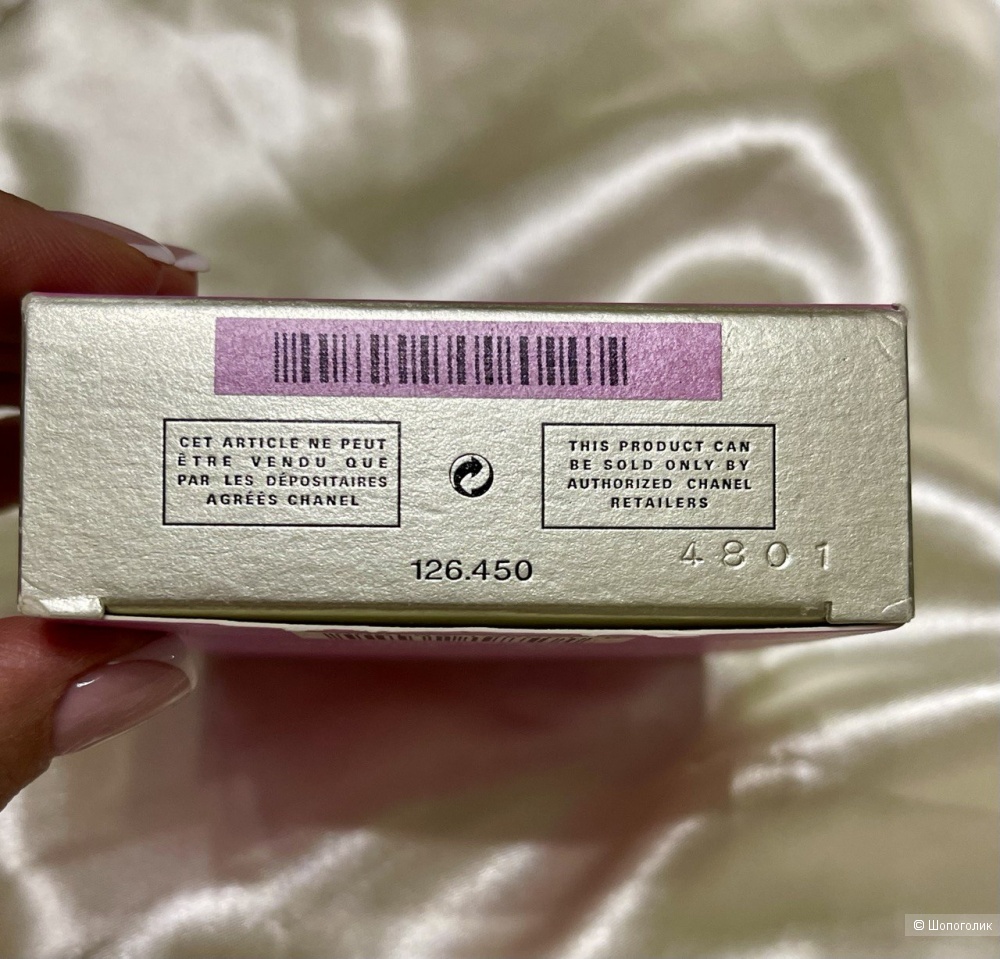 CET ARTICLE NE PEUT
ÊTRE VENDU QUE
PAR LES DÉPOSITAIRES
AGRÉÉS CHANEL
THIS PRODUCT CAN
BE SOLD ONLY BY
AUTHORIZED CHANEL
RETAILERS
126.450
4801
© Шопоголик